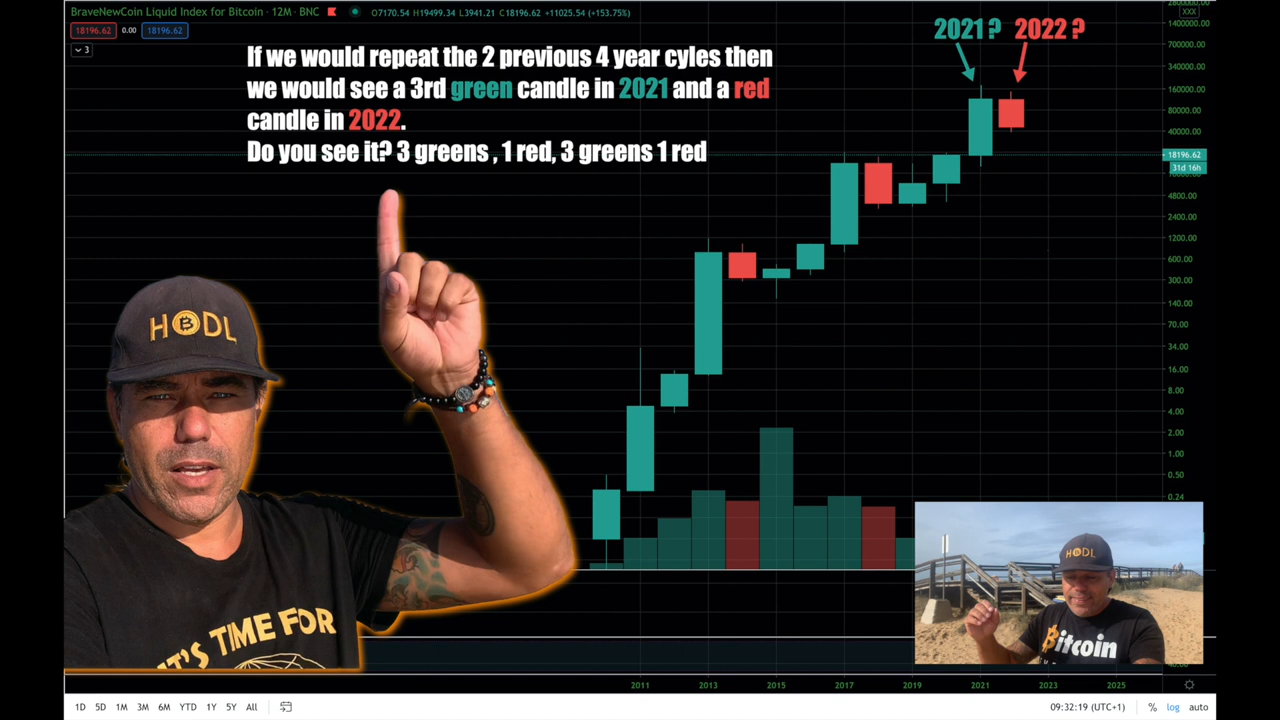 BraveNewCoin Liquid Index for Bitcoin · 12M · BNC O7170.54 H19499.34 L3941.21 C18196.62 +11025.54 (+153.75%)
18196.62 0.00 18196.62
3
2021 ? 2022 ?
If we would repeat the 2 previous 4 year cyles then
we would see a 3rd green candle in 2021 and a red
candle in 2022.
Do you see it? 3 greens , 1 red, 3 greens 1 red
XXX
1400000.00
700000.00
340000.00
160000.00
80000.00
40000.00
18196.62
31d 16h
4800.00
2400.00
1200.00
600.00
300.00
140.00
70.00
34.00
16.00
8.00
4.00
2.00
1.00
0.50
0.24
HODL
IT'S TIME FOR
HODL
Bitcoin
2011 2013 2015 2017 2019 2021 2023 2025
1D 5D 1M 3M 6M YTD 1Y 5Y All 09:32:19 (UTC+1) % log auto